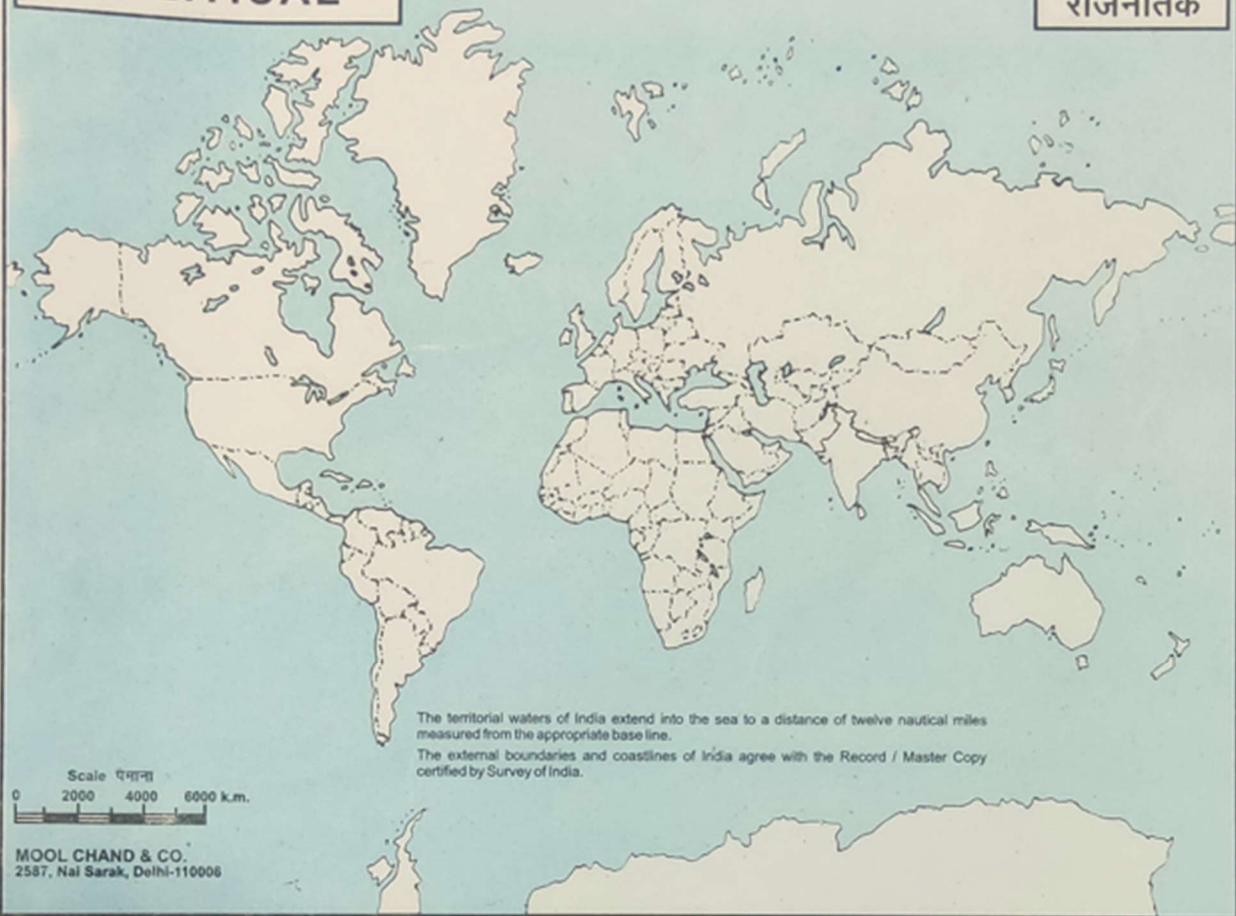 राजनैतिक
The territorial waters of India extend into the sea to a distance of twelve nautical miles
measured from the appropriate base line.
The external boundaries and coastlines of India agree with the Record / Master Copy
certified by Survey of India.
Scale पैमाना
0 2000 4000 6000 k.m.
MOOL CHAND & CO.
2587, Nai Sarak, Delhi-110006